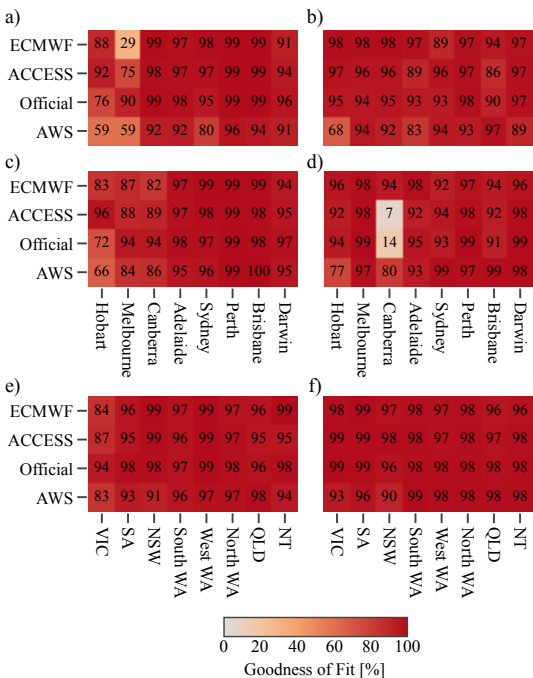 a) b)
ECMWF 88 29 99 97 98 99 99 91 98 98 98 97 89 97 94 97
ACCESS 92 75 98 97 97 99 99 94 97 96 96 89 96 97 86 97
Official 76 90 99 98 95 99 99 96 95 94 95 93 93 98 90 97
AWS 59 59 92 92 80 96 94 91 68 94 92 83 94 93 97 89
c) d)
ECMWF 83 87 82 97 99 99 99 94 96 98 94 98 92 97 94 96
ACCESS 96 88 89 97 98 99 98 95 92 98 7 92 94 98 92 98
Official 72 94 94 98 97 99 98 97 94 99 14 95 93 99 91 99
AWS 66 84 86 95 96 99 100 95 77 97 80 93 99 97 99 98
Hobart Melbourne Canberra Adelaide Sydney Perth Brisbane Darwin Hobart Melbourne Canberra Adelaide Sydney Perth Brisbane Darwin
e) f)
ECMWF 84 96 99 97 99 97 96 99 98 99 97 98 97 98 96 96
ACCESS 87 95 99 96 99 97 95 95 99 99 98 98 97 98 97 98
Official 94 98 98 97 99 98 96 98 99 99 96 98 98 98 98 98
AWS 83 93 91 96 97 97 98 94 93 96 90 99 98 98 98 98
VIC SA NSW South WA West WA North WA QLD NT VIC SA NSW South WA West WA North WA QLD NT
0 20 40 60 80 100
Goodness of Fit [%]